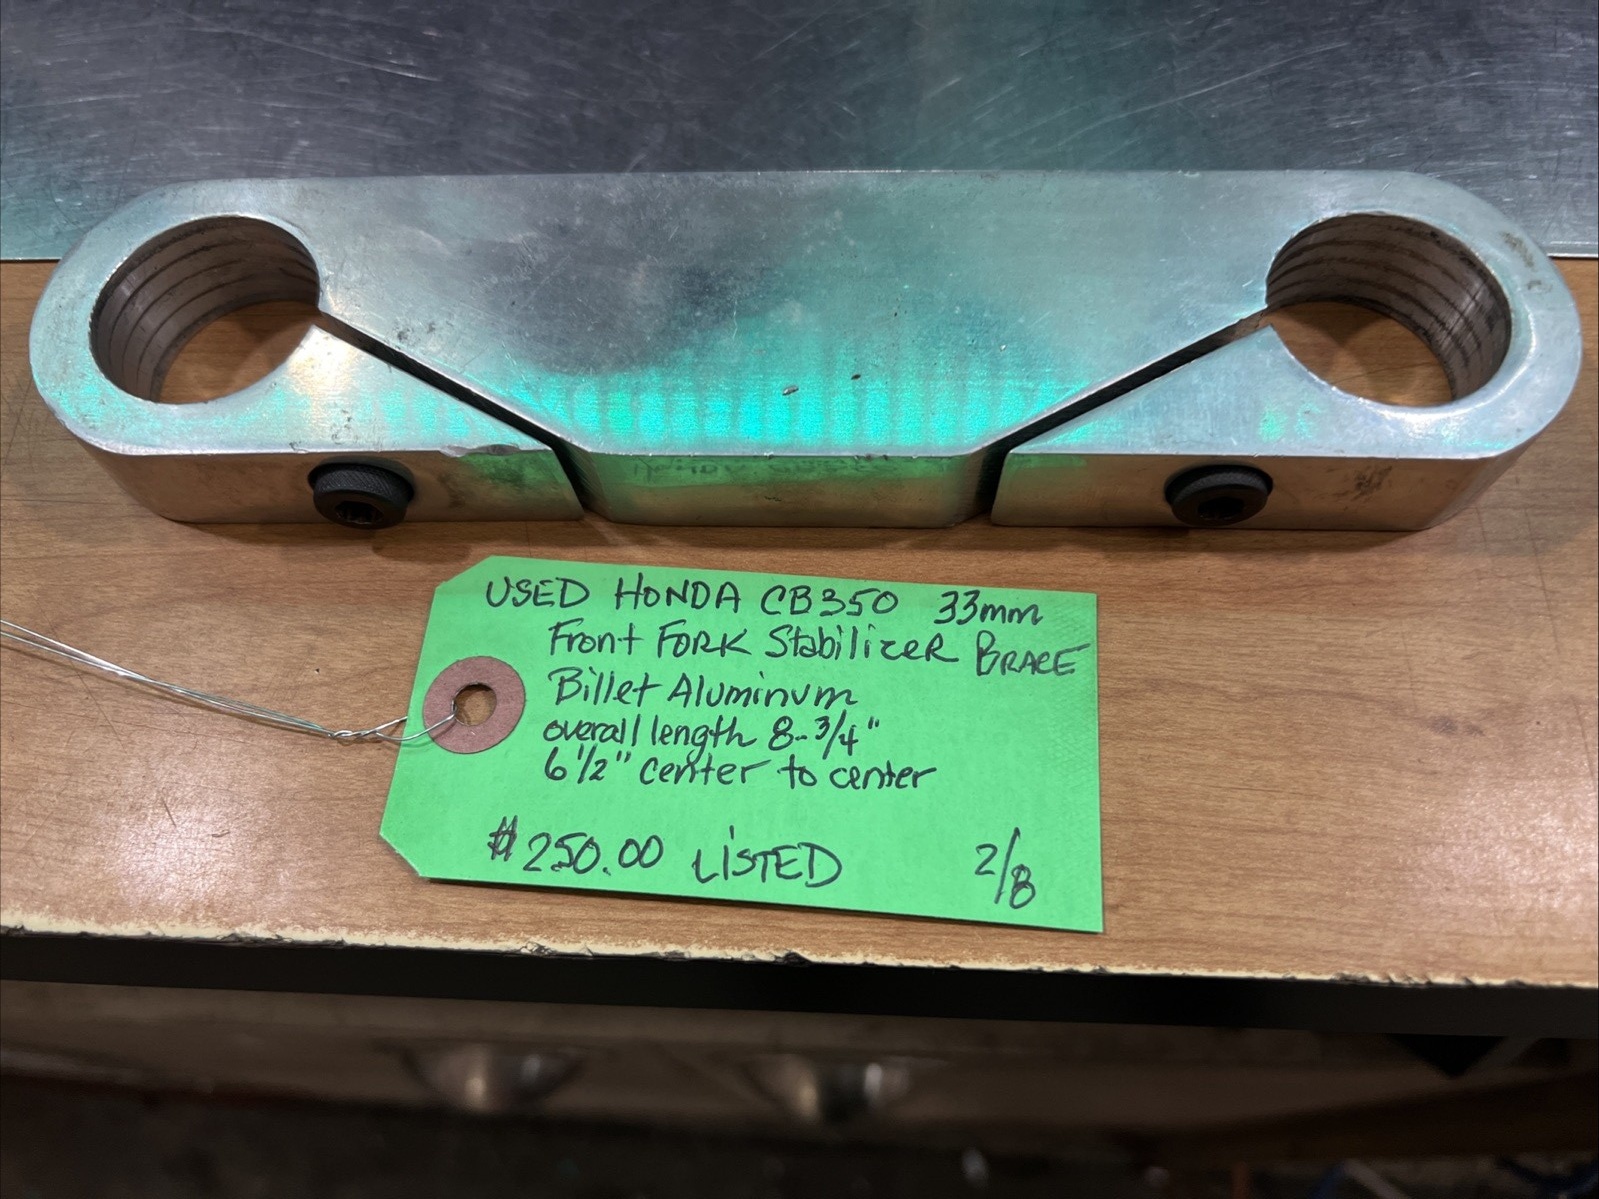 USED HONDA CB350 33mm
Front FORK StabilizeR BRACE
Billet Aluminum
overall length 8-3/4"
6 1/2" center to center
$250.00 LiSTED 2/8